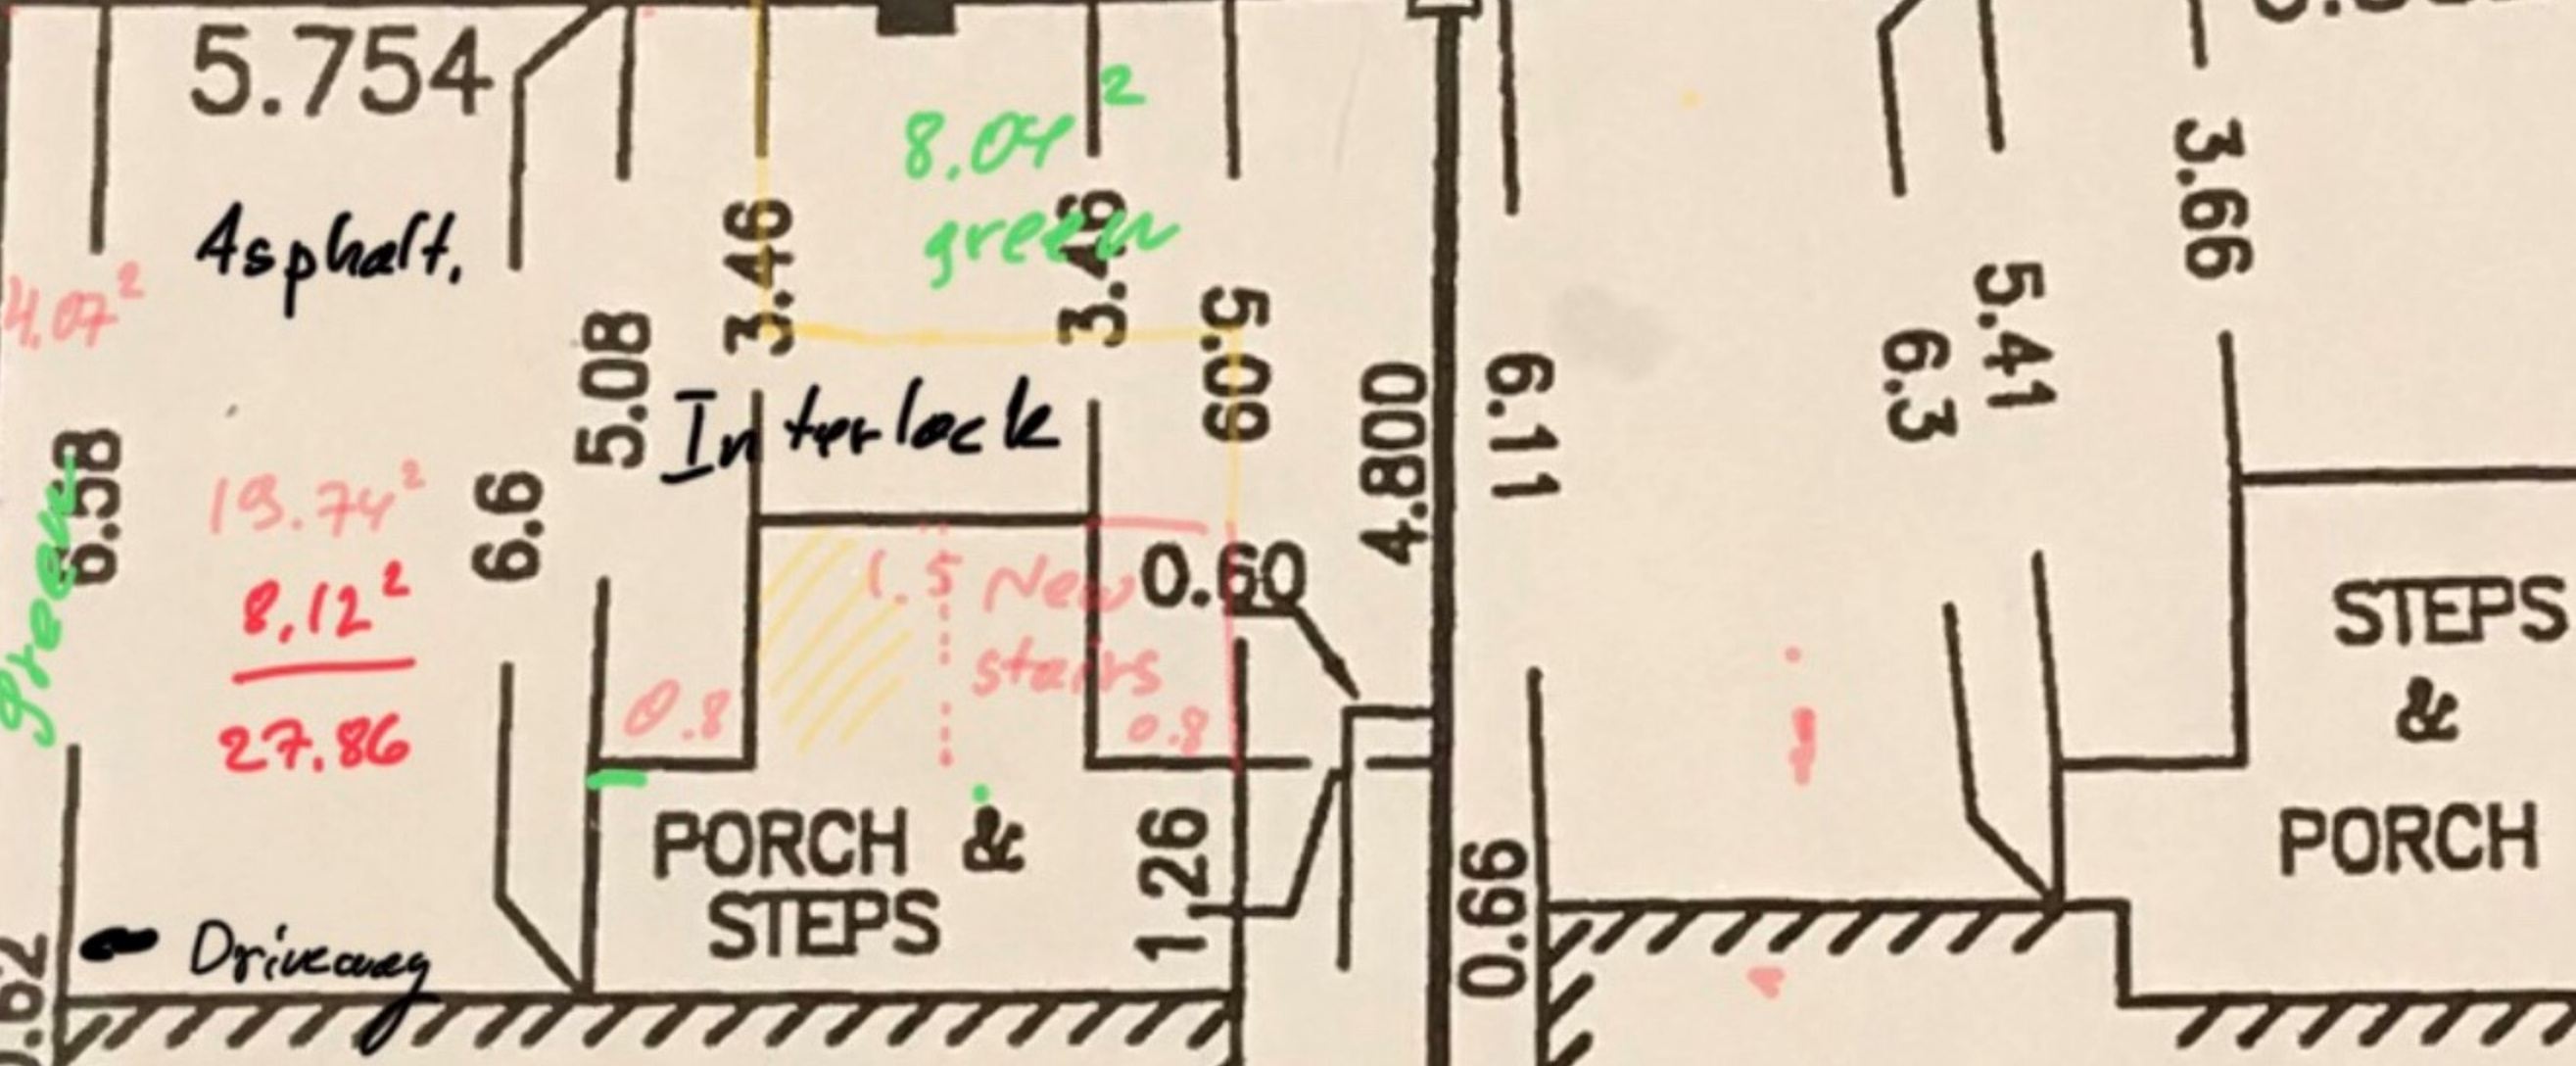 5.754
2
8.04
green
Asphalt.
4.07²
3.46
3.46
5.08
5.09
Interlock
4.800
6.11
6.3
5.41
3.66
6.58
green
19.74²
8.12²
27.86
6.6
1.5 New
stairs
0.60
0.8
0.8
PORCH &
STEPS
1.26
0.66
STEPS
&
PORCH
Driveway